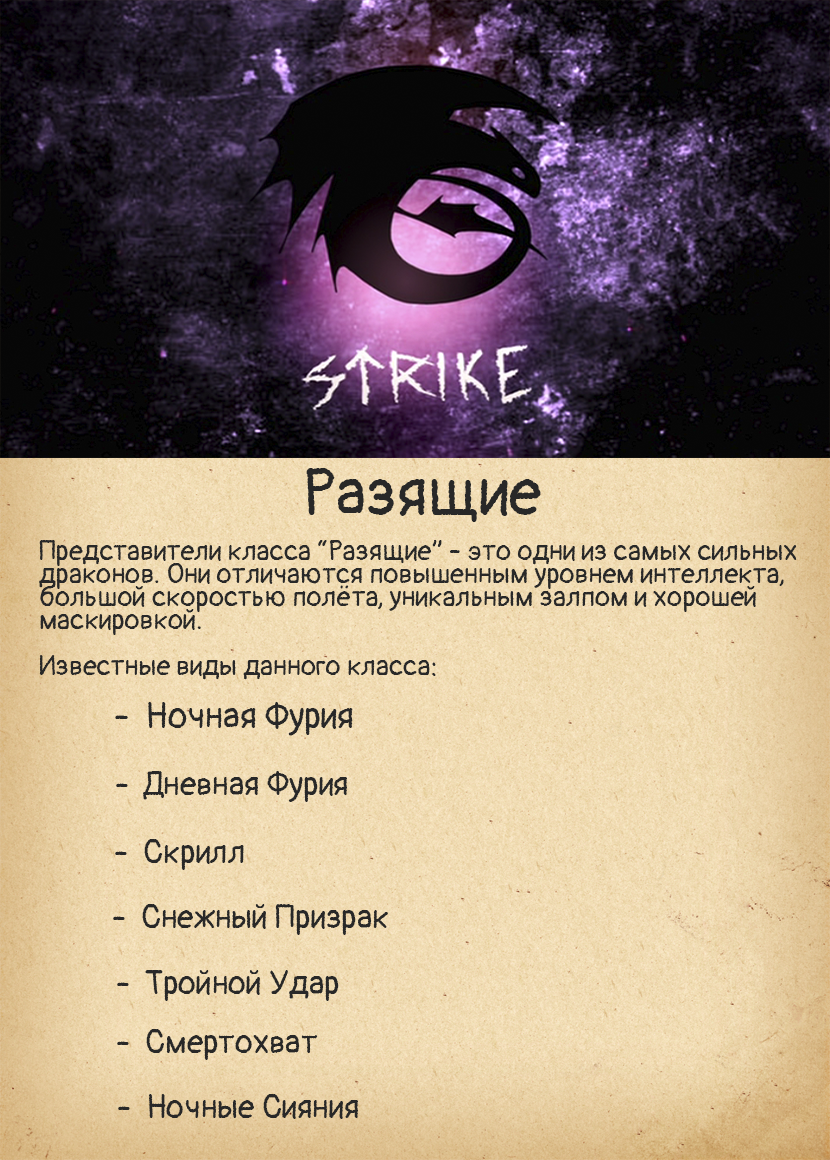 STRIKE
Разящие
Представители класса “Разящие” - это одни из самых сильных
драконов. Они отличаются повышенным уровнем интеллекта,
большой скоростью полёта, уникальным залпом и хорошей
маскировкой.
Известные виды данного класса:
- Ночная Фурия
- Дневная Фурия
- Скрилл
- Снежный Призрак
- Тройной Удар
- Смертохват
- Ночные Сияния